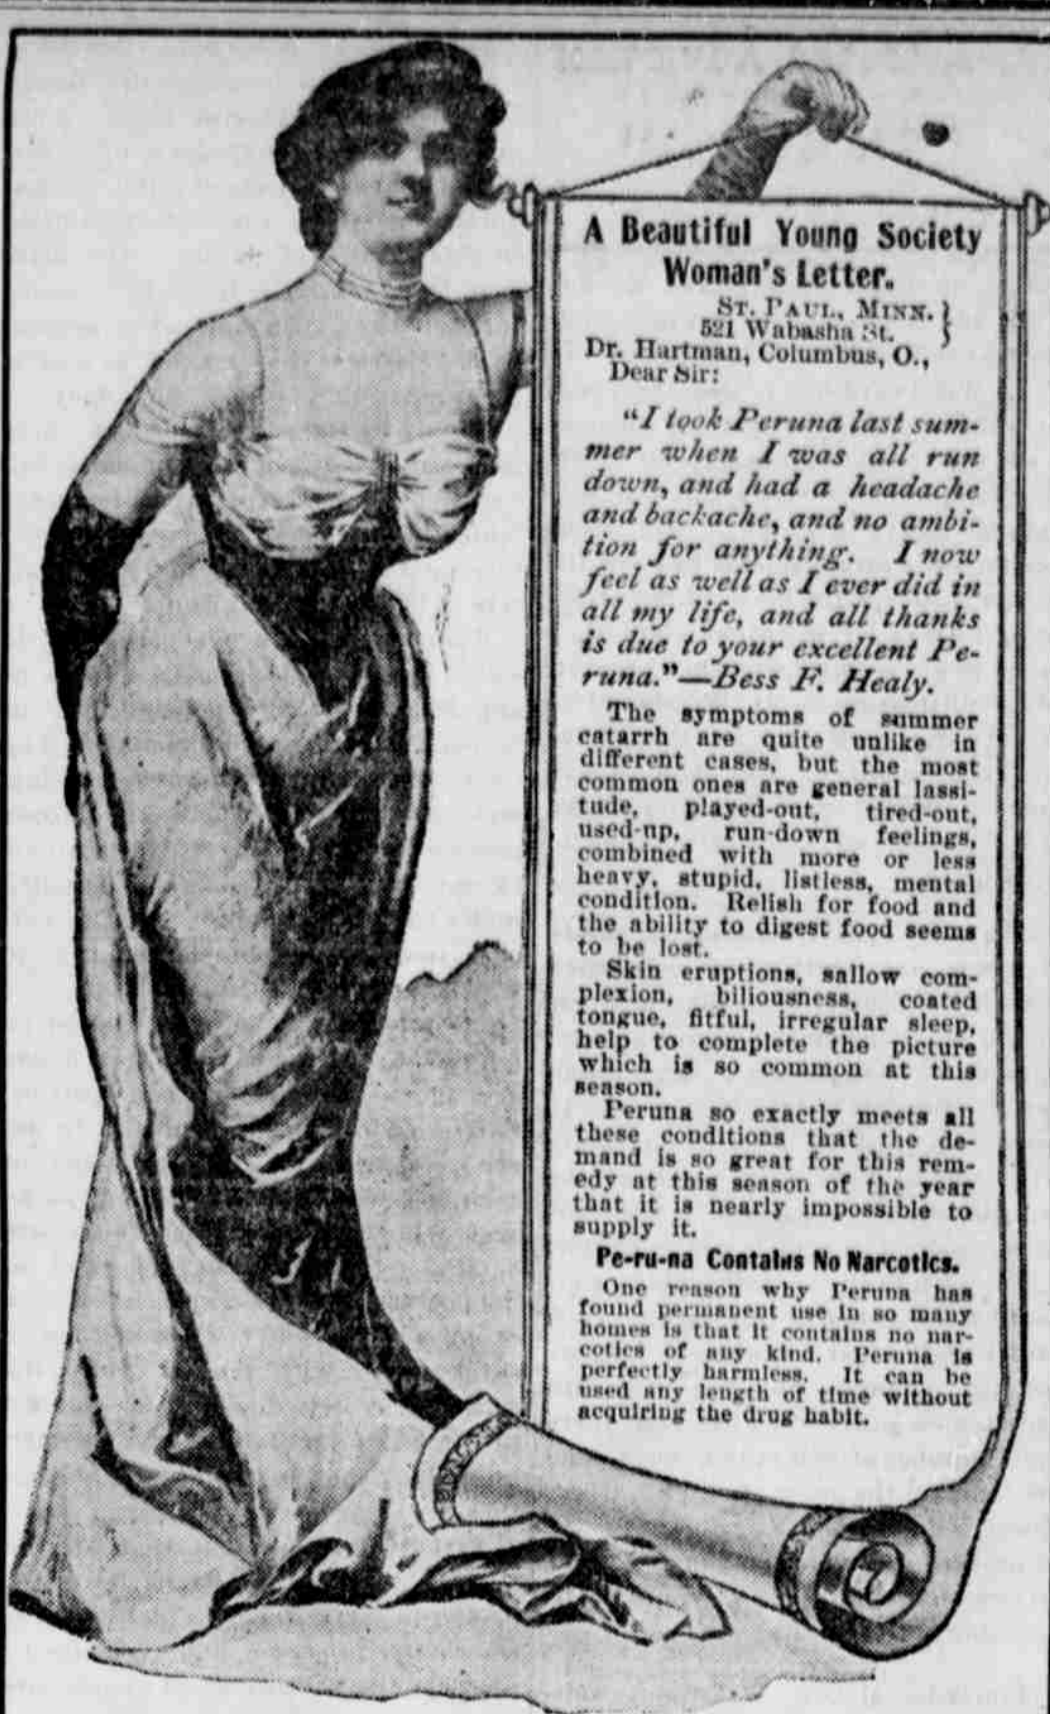 A Beautiful Young Society
Woman's Letter.
ST. PAUL, MINN. }
521 Wabasha St. }
Dr. Hartman, Columbus, O.,
Dear Sir:
"I took Peruna last sum-
mer when I was all run
down, and had a headache
and backache, and no ambi-
tion for anything. I now
feel as well as I ever did in
all my life, and all thanks
is due to your excellent Pe-
runa."—Bess F. Healy.
The symptoms of summer
catarrh are quite unlike in
different cases, but the most
common ones are general lassi-
tude, played-out, tired-out,
used-up, run-down feelings,
combined with more or less
heavy, stupid, listless, mental
condition. Relish for food and
the ability to digest food seems
to be lost.
Skin eruptions, sallow com-
plexion, biliousness, coated
tongue, fitful, irregular sleep,
help to complete the picture
which is so common at this
season.
Peruna so exactly meets all
these conditions that the de-
mand is so great for this rem-
edy at this season of the year
that it is nearly impossible to
supply it.
Pe-ru-na Contains No Narcotics.
One reason why Peruna has
found permanent use in so many
homes is that it contains no nar-
cotics of any kind. Peruna is
perfectly harmless. It can be
used any length of time without
acquiring the drug habit.